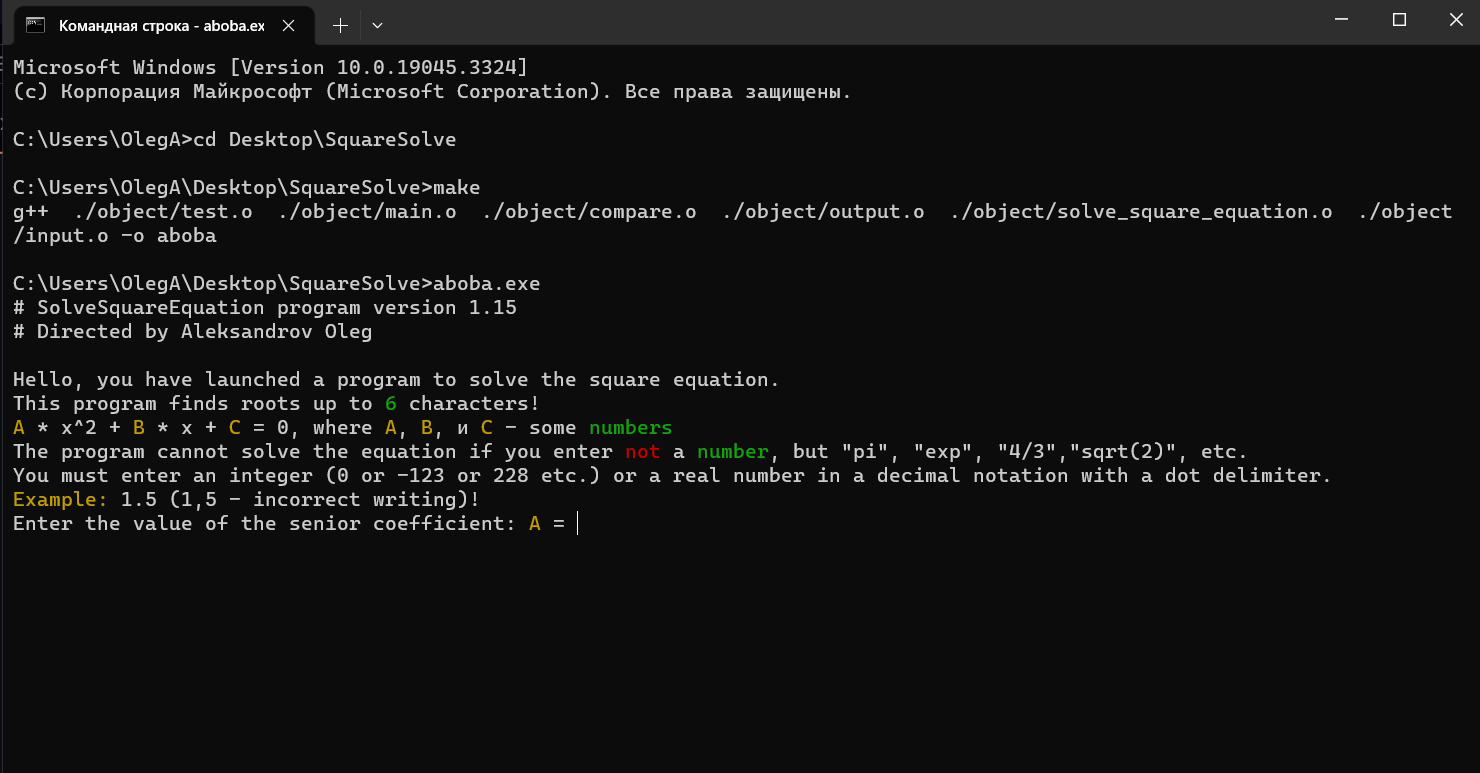 Командная строка - aboba.ex
Microsoft Windows [Version 10.0.19045.3324]
(c) Корпорация Майкрософт (Microsoft Corporation). Все права защищены.
C:\Users\OlegA>cd Desktop\SquareSolve
C:\Users\OlegA\Desktop\SquareSolve>make
g++  ./object/test.o  ./object/main.o  ./object/compare.o  ./object/output.o  ./object/solve_square_equation.o  ./object
/input.o -o aboba
C:\Users\OlegA\Desktop\SquareSolve>aboba.exe
# SolveSquareEquation program version 1.15
# Directed by Aleksandrov Oleg
Hello, you have launched a program to solve the square equation.
This program finds roots up to 6 characters!
A * x^2 + B * x + C = 0, where A, B, и C - some numbers
The program cannot solve the equation if you enter not a number, but "pi", "exp", "4/3","sqrt(2)", etc.
You must enter an integer (0 or -123 or 228 etc.) or a real number in a decimal notation with a dot delimiter.
Example: 1.5 (1,5 - incorrect writing)!
Enter the value of the senior coefficient: A =